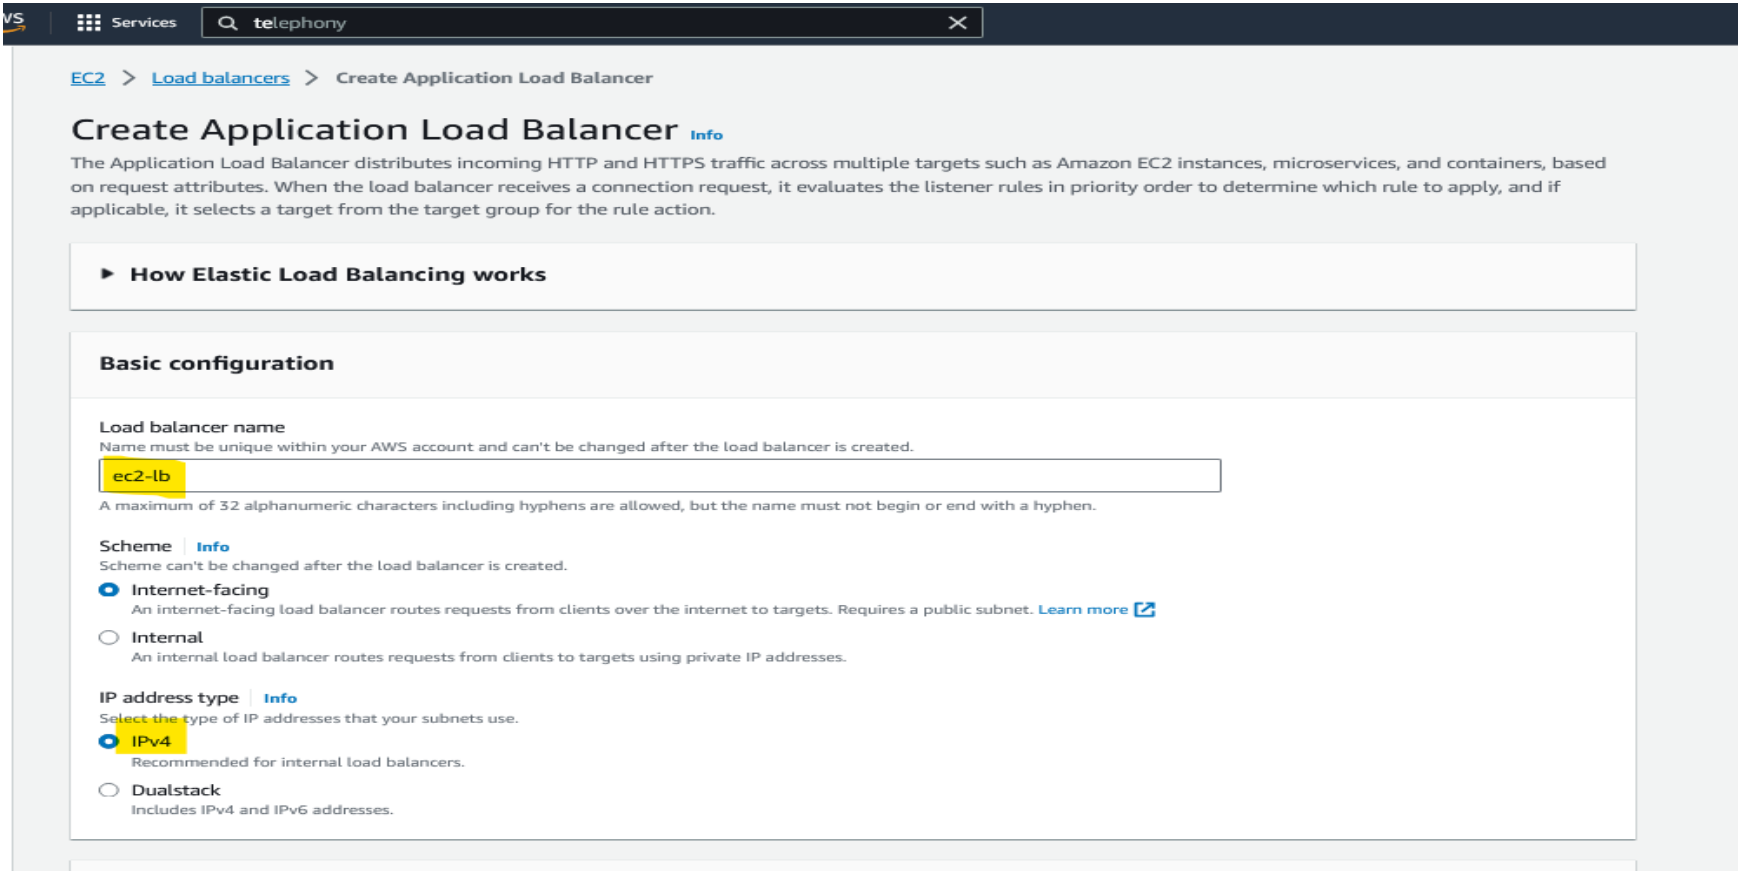 Services
telephony
EC2 > Load balancers > Create Application Load Balancer
Create Application Load Balancer Info
The Application Load Balancer distributes incoming HTTP and HTTPS traffic across multiple targets such as Amazon EC2 instances, microservices, and containers, based
on request attributes. When the load balancer receives a connection request, it evaluates the listener rules in priority order to determine which rule to apply, and if
applicable, it selects a target from the target group for the rule action.
How Elastic Load Balancing works
Basic configuration
Load balancer name
Name must be unique within your AWS account and can't be changed after the load balancer is created.
ec2-lb
A maximum of 32 alphanumeric characters including hyphens are allowed, but the name must not begin or end with a hyphen.
Scheme Info
Scheme can't be changed after the load balancer is created.
Internet-facing
An internet-facing load balancer routes requests from clients over the internet to targets. Requires a public subnet. Learn more
Internal
An internal load balancer routes requests from clients to targets using private IP addresses.
IP address type Info
Select the type of IP addresses that your subnets use.
IPv4
Recommended for internal load balancers.
Dualstack
Includes IPv4 and IPv6 addresses.